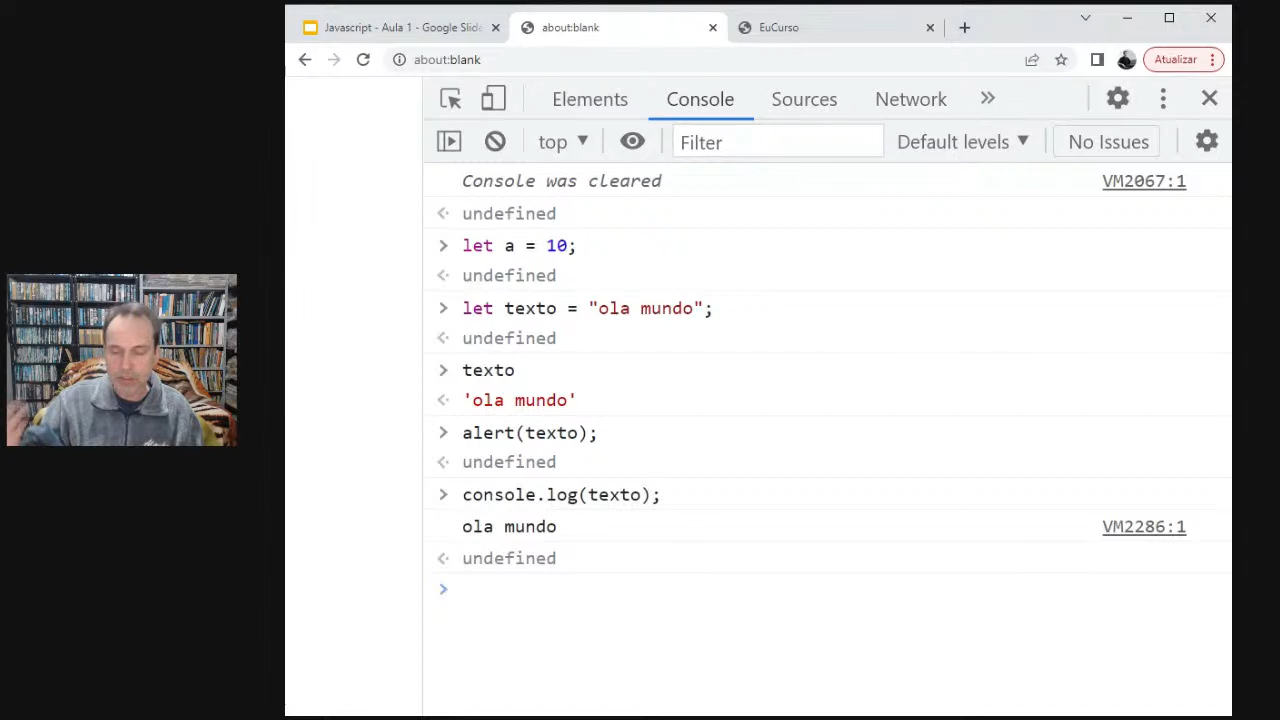 Javascript - Aula 1 - Google Slide
about:blank
EuCurso
about:blank
Atualizar
Elements
Console
Sources
Network
top
Filter
Default levels
No Issues
Console was cleared
VM2067:1
undefined
let a = 10;
undefined
let texto = "ola mundo";
undefined
texto
'ola mundo'
alert(texto);
undefined
console.log(texto);
ola mundo
VM2286:1
undefined